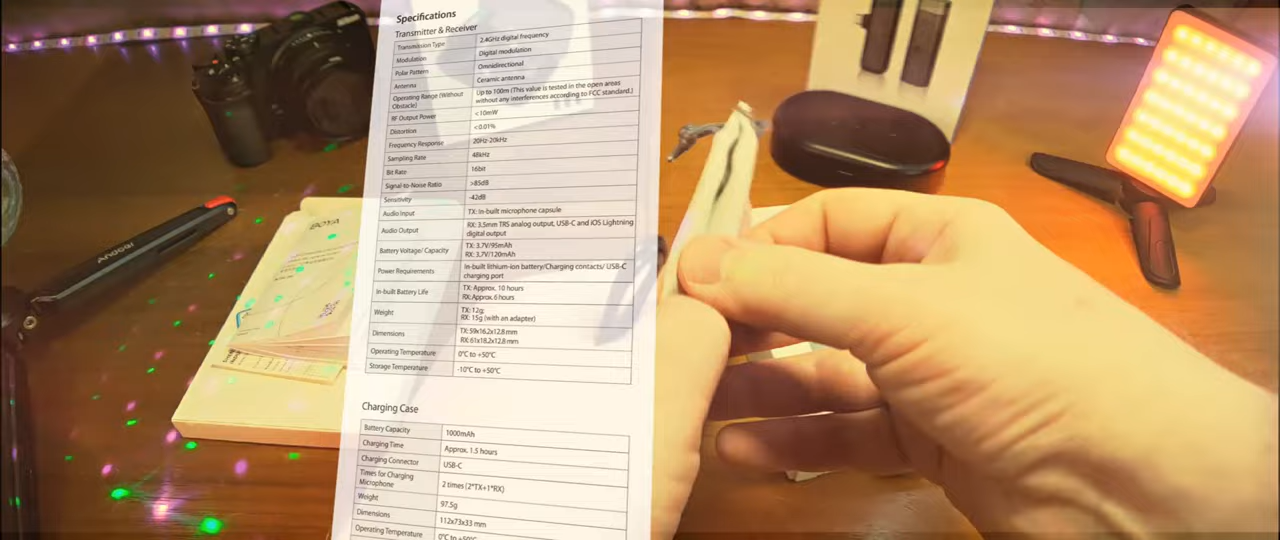 Specifications
Transmitter & Receiver
Transmission Type 2.4GHz digital frequency
Modulation Digital modulation
Polar Pattern Omnidirectional
Antenna Ceramic antenna
Operating Range (Without Obstacle) Up to 100m (This value is tested in the open areas
without any interferences according to FCC standard.)
RF Output Power <10mW
Distortion <0.01%
Frequency Response 20Hz-20kHz
Sampling Rate 48kHz
Bit Rate 16bit
Signal-to-Noise Ratio >85dB
Sensitivity -42dB
Audio Input TX: In-built microphone capsule
Audio Output RX: 3.5mm TRS analog output, USB-C and iOS Lightning
digital output
Battery Voltage/ Capacity TX: 3.7V/95mAh
RX: 3.7V/120mAh
Power Requirements In-built lithium-ion battery/Charging contacts/ USB-C
charging port
In-built Battery Life TX: Approx. 10 hours
RX: Approx. 6 hours
Weight TX: 12g;
RX: 15g (with an adapter)
Dimensions TX: 59x16.2x12.8mm
RX: 61x18.2x12.8 mm
Operating Temperature 0°C to +50°C
Storage Temperature -10°C to +50°C
Charging Case
Battery Capacity 1000mAh
Charging Time Approx. 1.5 hours
Charging Connector USB-C
Times for Charging
Microphone 2 times (2*TX+1*RX)
Weight 97.5g
Dimensions 112x73x33 mm
Operating Temperature 0°C to +50°C
Andoer
BOYA
Nikon